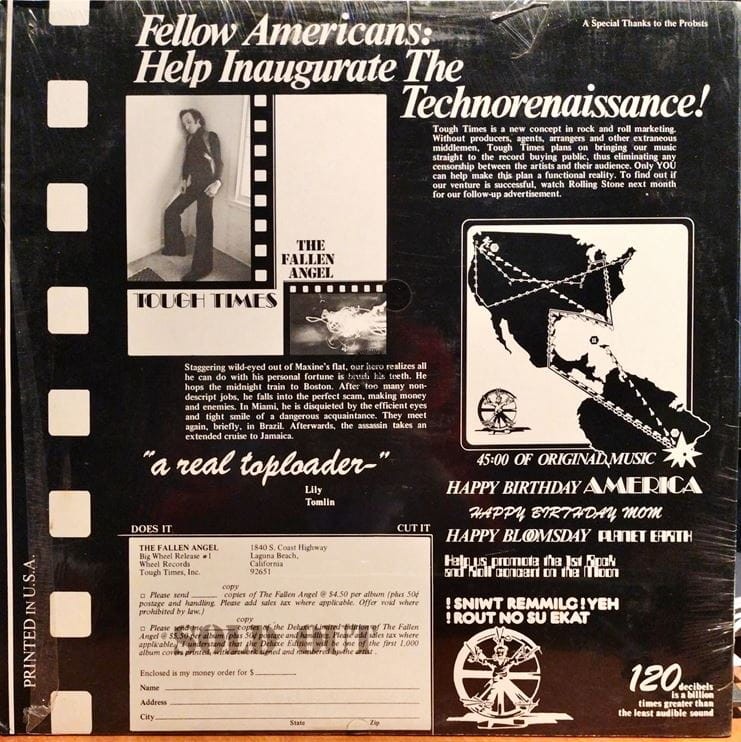 A Special Thanks to the Probsts
Fellow Americans:
Help Inaugurate The
Technorenaissance!
Tough Times is a new concept in rock and roll marketing.
Without producers, agents, arrangers and other extraneous
middlemen, Tough Times plans on bringing our music
straight to the record buying public, thus eliminating any
censorship between the artists and their audience. Only YOU
can help make this plan a functional reality. To find out if
our venture is successful, watch Rolling Stone next month
for our follow-up advertisement.
THE
FALLEN
ANGEL
TOUGH TIMES
Staggering wild-eyed out of Maxine's flat, our hero realizes all
he can do with his personal fortune is brush his teeth. He
hops the midnight train to Boston. After too many non-
descript jobs, he falls into the perfect scam, making money
and enemies. In Miami, he is disquieted by the efficient eyes
and tight smile of a dangerous acquaintance. They meet
again, briefly, in Brazil. Afterwards, the assassin takes an
extended cruise to Jamaica.
"a real toploader-"
Lily
Tomlin
45:00 OF ORIGINAL MUSIC
HAPPY BIRTHDAY AMERICA
HAPPY BIRTHDAY MOM
HAPPY BLOOMSDAY PLANET EARTH
Help us promote the 1st Rock
and Roll concert on the Moon
! SNIWT REMMILG ! YEH
! ROUT NO SU EKAT
120 decibels
is a billion
times greater than
the least audible sound
DOES IT
CUT IT
THE FALLEN ANGEL
Big Wheel Release #1
Wheel Records
Tough Times, Inc.
1840 S. Coast Highway
Laguna Beach,
California
92651
copy
□ Please send ______ copies of The Fallen Angel @ $4.50 per album (plus 50¢
postage and handling. Please add sales tax where applicable. Offer void where
prohibited by law.)
copy
□ Please send one ______ copies of the Deluxe Limited Edition of The Fallen
Angel @ $5.50 per album (plus 50¢ postage and handling. Please add sales tax where
applicable. I understand that the Deluxe Edition will be one of the first 1,000
album covers printed, with artwork signed and numbered by the artist.
SOLD OUT
Enclosed is my money order for $ ______
Name
Address
City
State
Zip
PRINTED IN U.S.A.